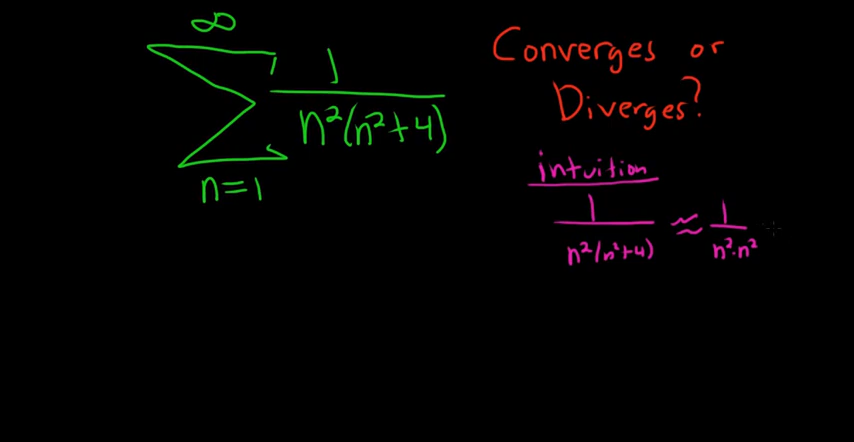 ∞
Σ 1/(n²(n²+4))
n=1
Converges or
Diverges?
intuition
1/(n²(n²+4)) ≈ 1/(n²·n²)